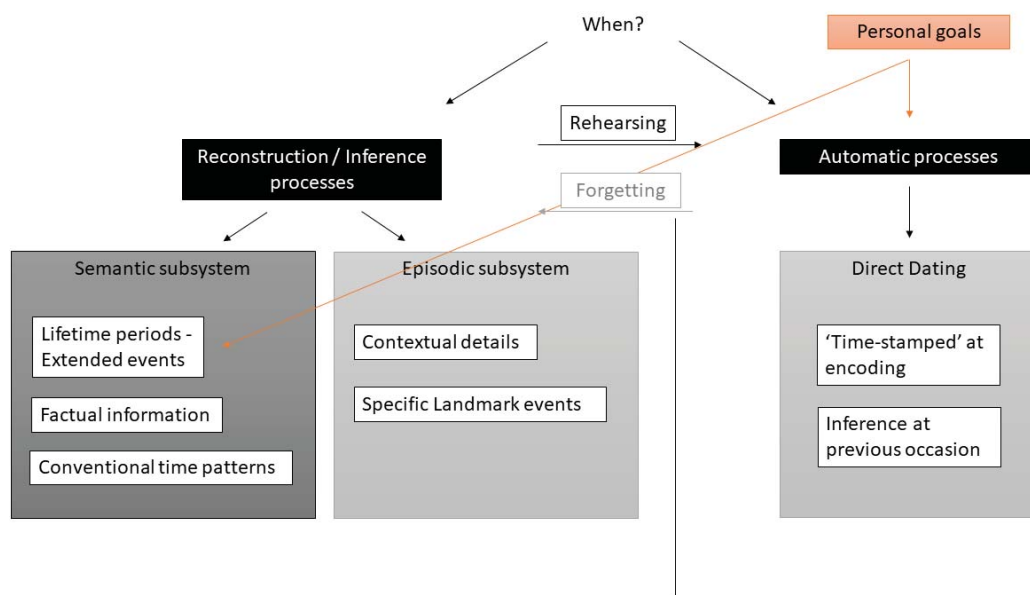 When?
Personal goals
Rehearsing
Reconstruction / Inference
processes
Automatic processes
Forgetting
Semantic subsystem
Episodic subsystem
Direct Dating
Lifetime periods -
Extended events
Factual information
Conventional time patterns
Contextual details
Specific Landmark events
‘Time-stamped’ at
encoding
Inference at
previous occasion